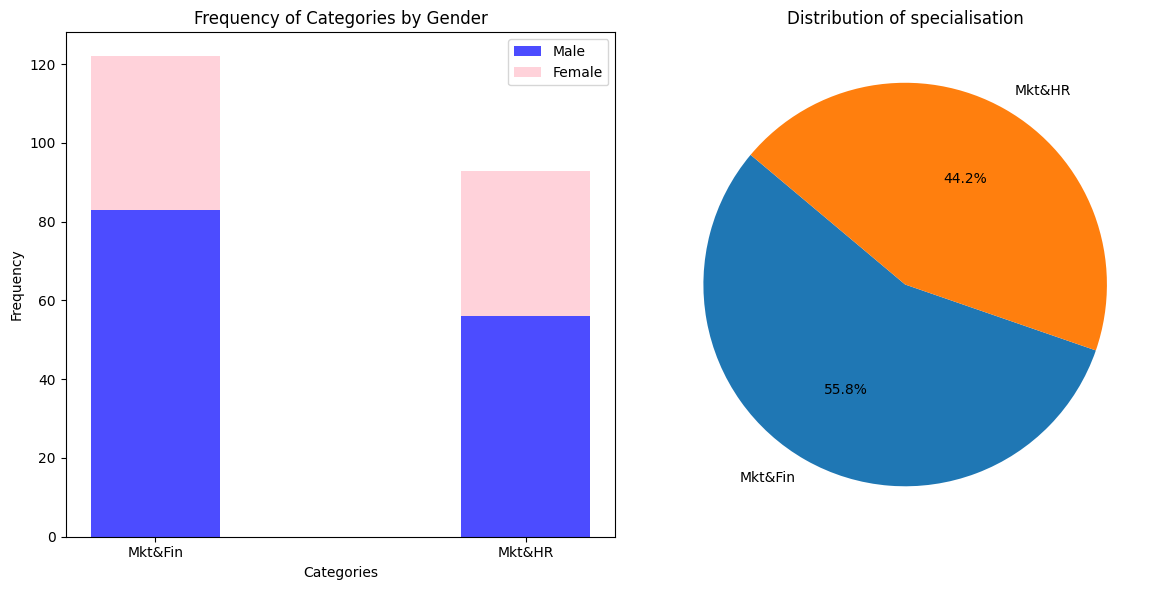 Frequency of Categories by Gender
Male
Female
120
100
80
60
40
20
0
Frequency
Mkt&Fin
Mkt&HR
Categories
Distribution of specialisation
Mkt&HR
44.2%
55.8%
Mkt&Fin